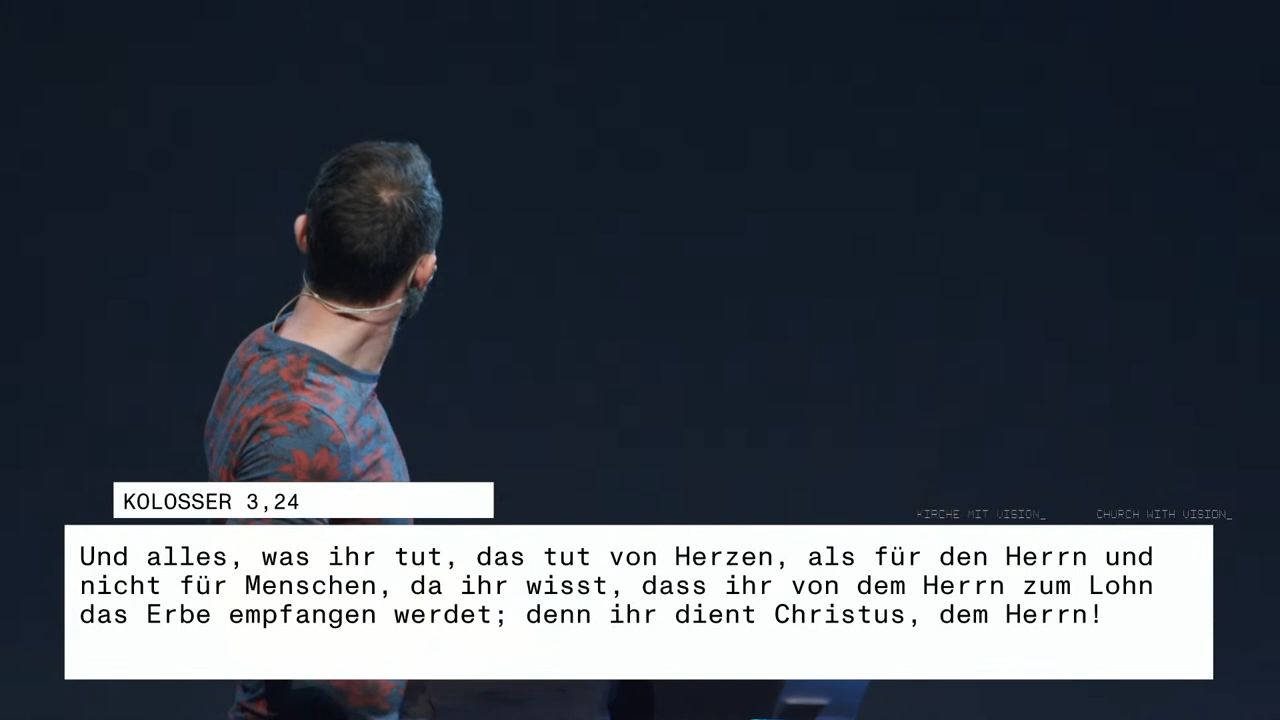 KOLOSSER 3,24
KIRCHE MIT VISION_ CHURCH WITH VISION_
Und alles, was ihr tut, das tut von Herzen, als für den Herrn und
nicht für Menschen, da ihr wisst, dass ihr von dem Herrn zum Lohn
das Erbe empfangen werdet; denn ihr dient Christus, dem Herrn!